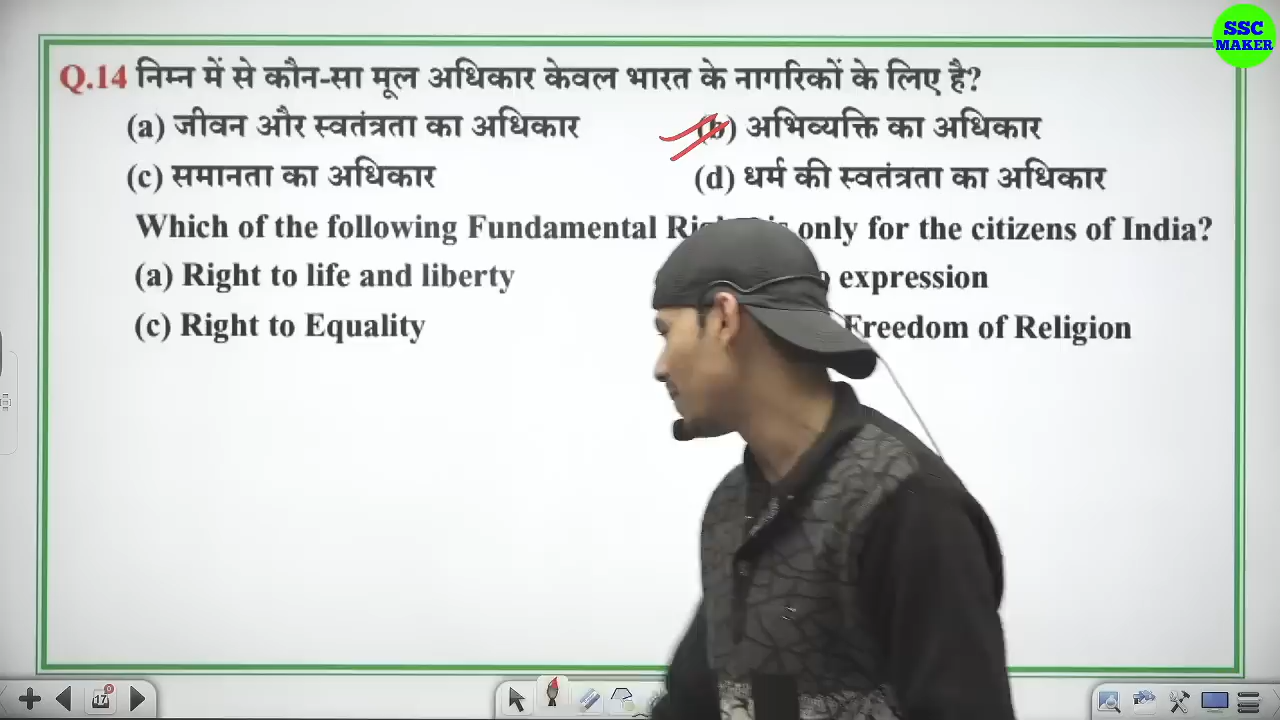 SSC
MAKER
Q.14 निम्न में से कौन-सा मूल अधिकार केवल भारत के नागरिकों के लिए है?
(a) जीवन और स्वतंत्रता का अधिकार (b) अभिव्यक्ति का अधिकार
(c) समानता का अधिकार (d) धर्म की स्वतंत्रता का अधिकार
Which of the following Fundamental only for the citizens of India?
(a) Right to life and liberty expression
(c) Right to Equality Freedom of Religion
17